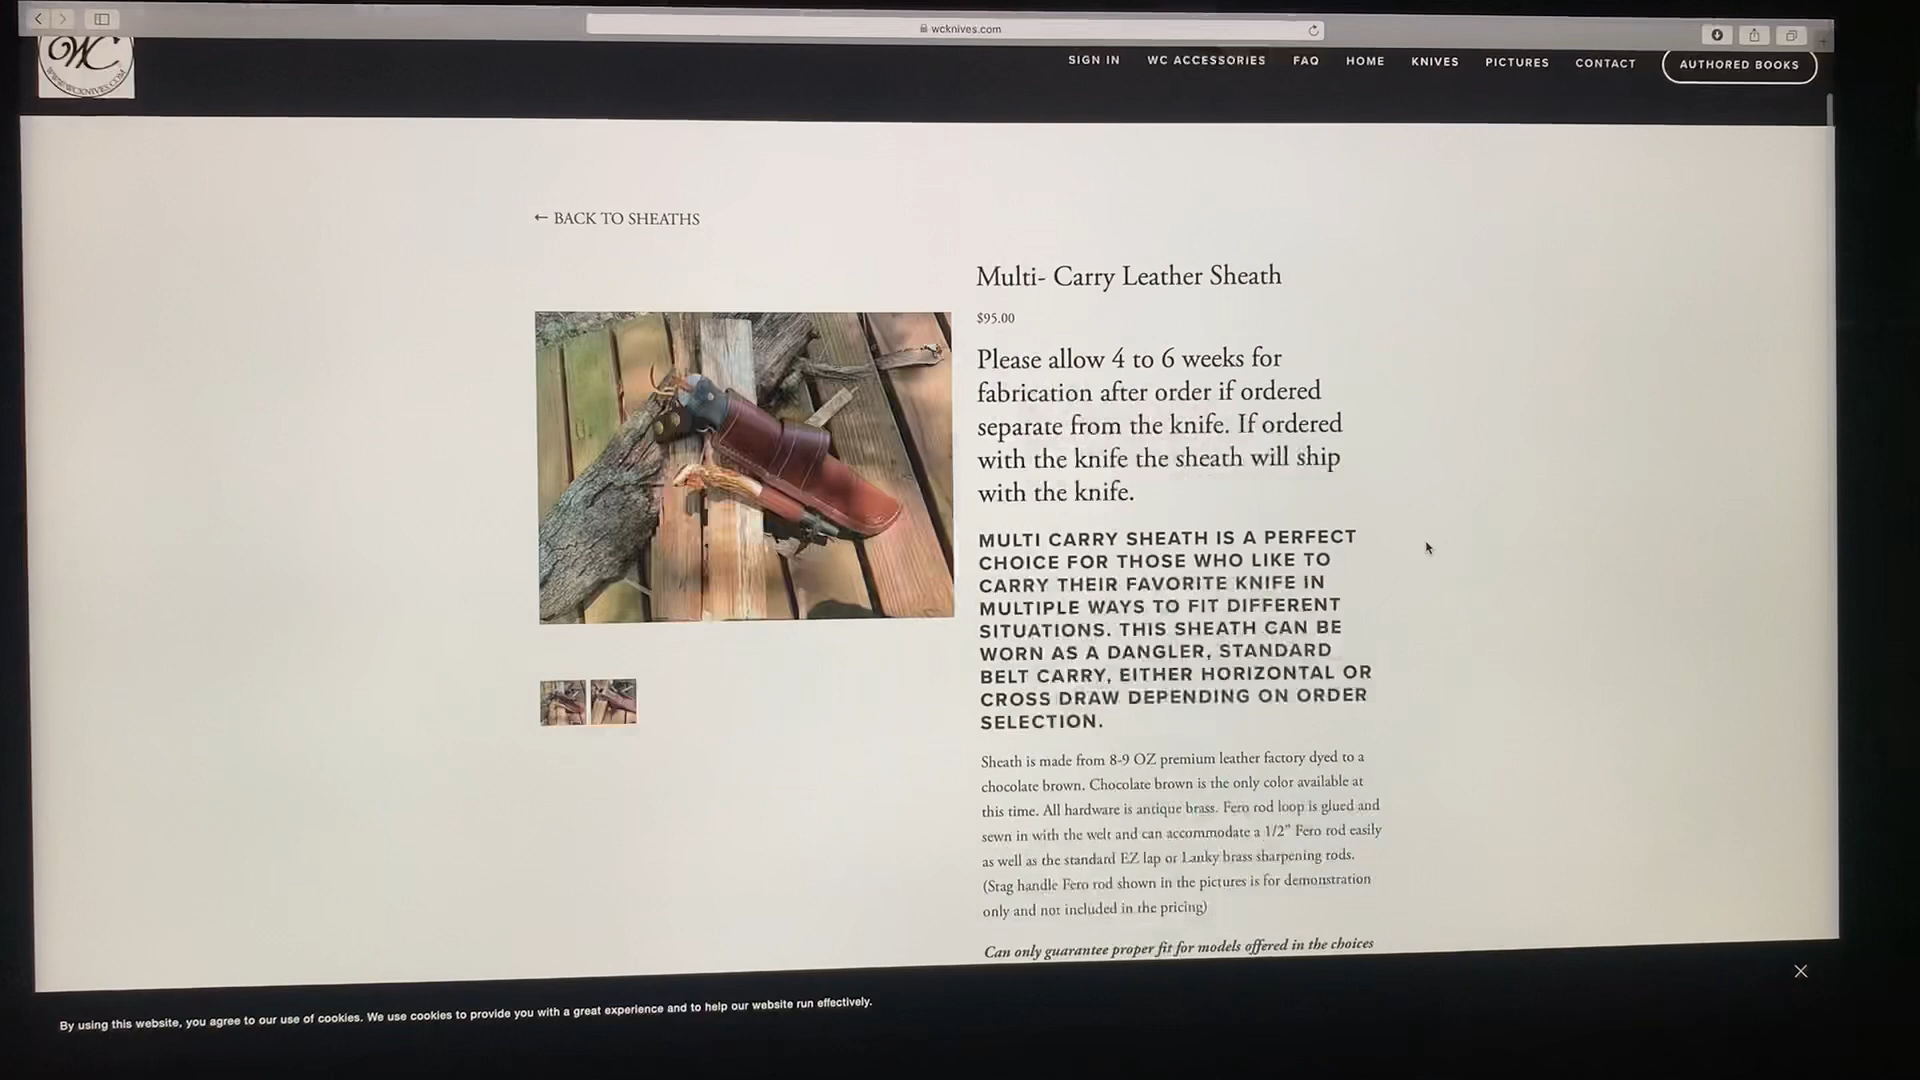 wcknives.com
WC
WWW.WCKNIVES.COM
SIGN IN WC ACCESSORIES FAQ HOME KNIVES PICTURES CONTACT AUTHORED BOOKS
← BACK TO SHEATHS
Multi- Carry Leather Sheath
$95.00
Please allow 4 to 6 weeks for
fabrication after order if ordered
separate from the knife. If ordered
with the knife the sheath will ship
with the knife.
MULTI CARRY SHEATH IS A PERFECT
CHOICE FOR THOSE WHO LIKE TO
CARRY THEIR FAVORITE KNIFE IN
MULTIPLE WAYS TO FIT DIFFERENT
SITUATIONS. THIS SHEATH CAN BE
WORN AS A DANGLER, STANDARD
BELT CARRY, EITHER HORIZONTAL OR
CROSS DRAW DEPENDING ON ORDER
SELECTION.
Sheath is made from 8-9 OZ premium leather factory dyed to a
chocolate brown. Chocolate brown is the only color available at
this time. All hardware is antique brass. Fero rod loop is glued and
sewn in with the welt and can accommodate a 1/2” Fero rod easily
as well as the standard EZ lap or Lanky brass sharpening rods.
(Stag handle Fero rod shown in the pictures is for demonstration
only and not included in the pricing)
Can only guarantee proper fit for models offered in the choices
By using this website, you agree to our use of cookies. We use cookies to provide you with a great experience and to help our website run effectively.